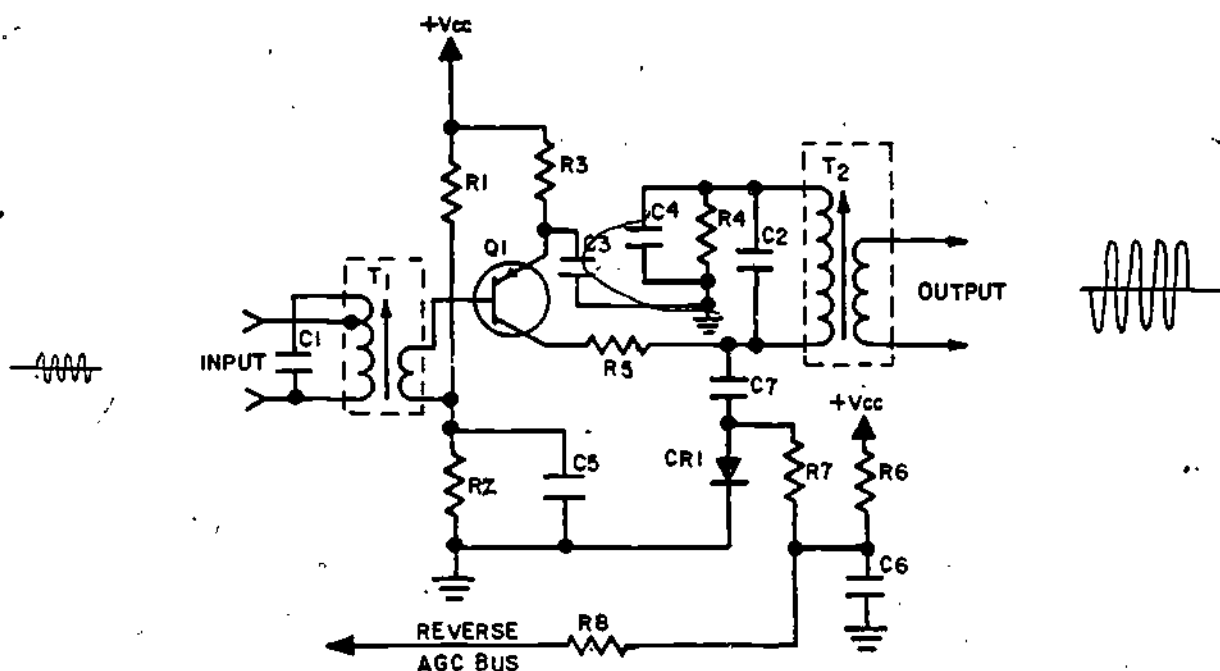 +Vcc
R3
R1
T2
C4
R4
C2
Q1
C3
T1
OUTPUT
INPUT
C1
R5
C7
+Vcc
C5
CR1
R7
R6
R2
C6
R8
REVERSE
AGC BUS